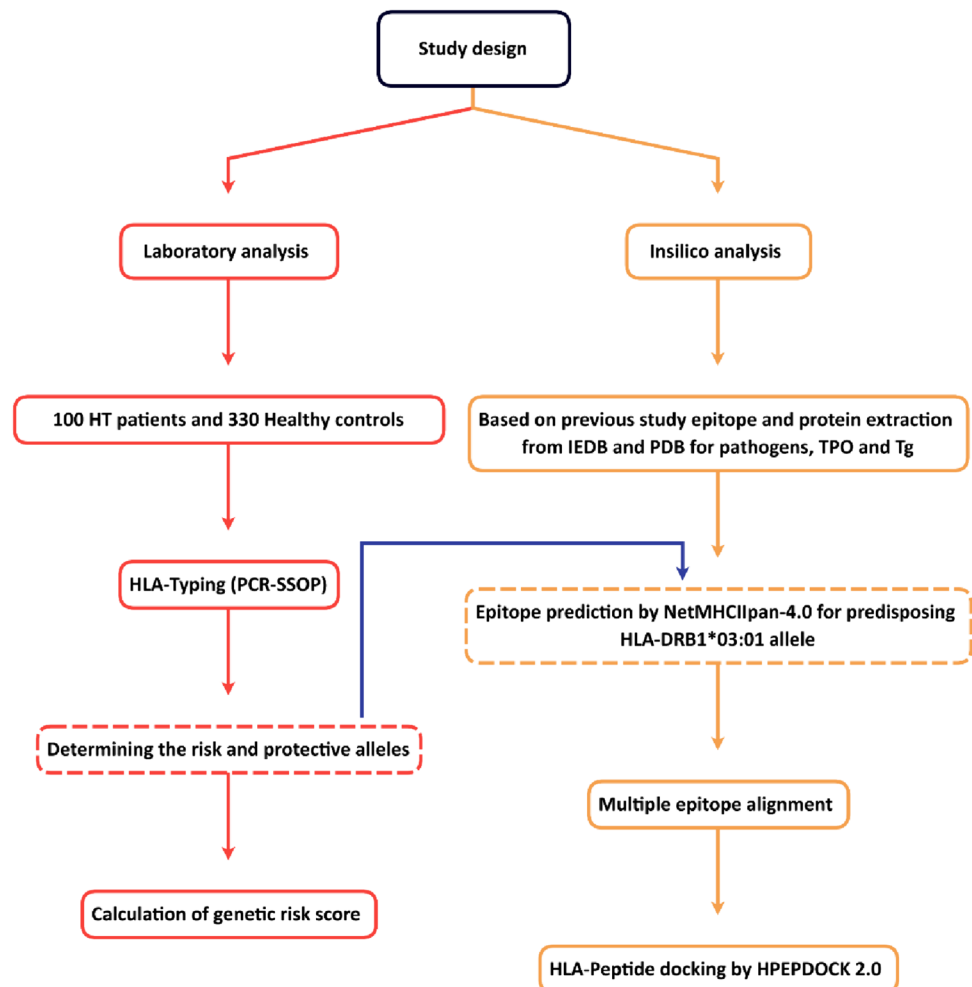 Study design
Laboratory analysis
Insilico analysis
100 HT patients and 330 Healthy controls
Based on previous study epitope and protein extraction
from IEDB and PDB for pathogens, TPO and Tg
HLA-Typing (PCR-SSOP)
Epitope prediction by NetMHCIIpan-4.0 for predisposing
HLA-DRB1*03:01 allele
Determining the risk and protective alleles
Multiple epitope alignment
Calculation of genetic risk score
HLA-Peptide docking by HPEPDOCK 2.0